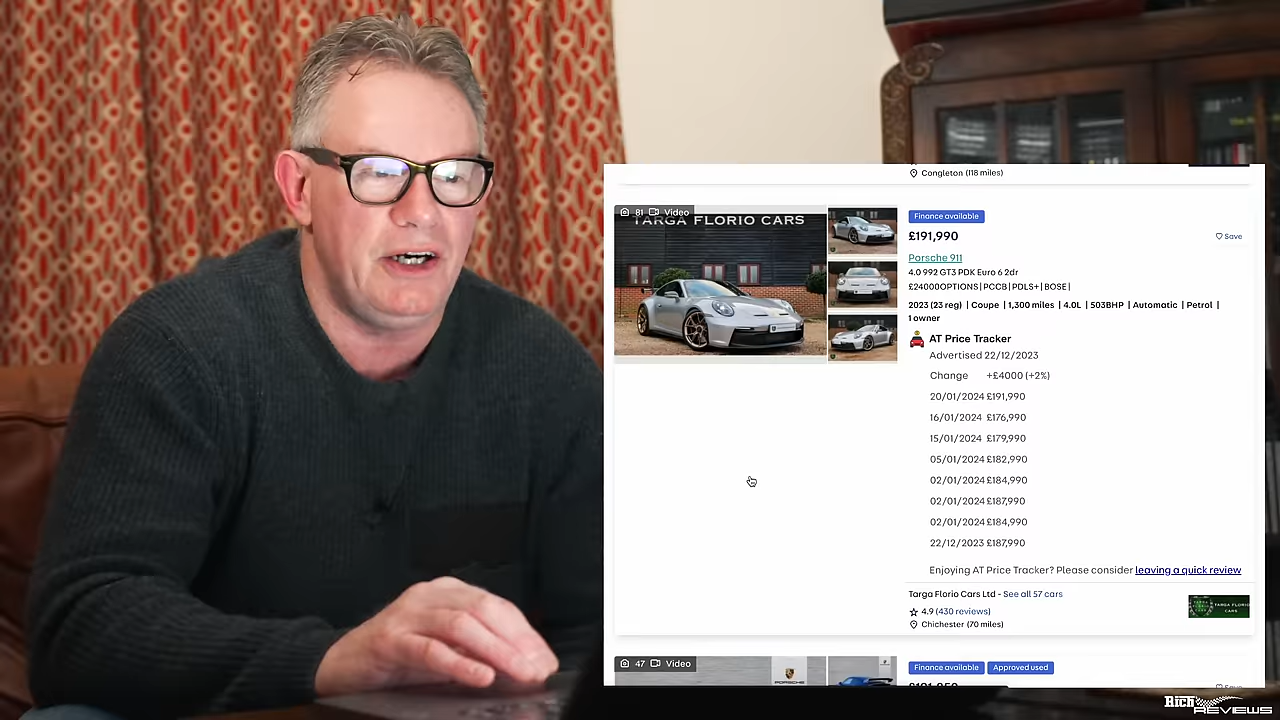 Congleton (118 miles)
81 Video
TARGA FLORIO CARS
Finance available
£191,990
Save
Porsche 911
4.0 992 GT3 PDK Euro 6 2dr
£24000OPTIONS|PCCB|PDLS+|BOSE|
2023 (23 reg) | Coupe | 1,300 miles | 4.0L | 503BHP | Automatic | Petrol |
1 owner
AT Price Tracker
Advertised 22/12/2023
Change +£4000 (+2%)
20/01/2024 £191,990
16/01/2024 £176,990
15/01/2024 £179,990
05/01/2024 £182,990
02/01/2024 £184,990
02/01/2024 £187,990
02/01/2024 £184,990
22/12/2023 £187,990
Enjoying AT Price Tracker? Please consider leaving a quick review
Targa Florio Cars Ltd - See all 57 cars
4.9 (430 reviews)
Chichester (70 miles)
TARGA FLORIO
CARS
47 Video
PORSCHE
Finance available
Approved used
Rich
REVIEWS